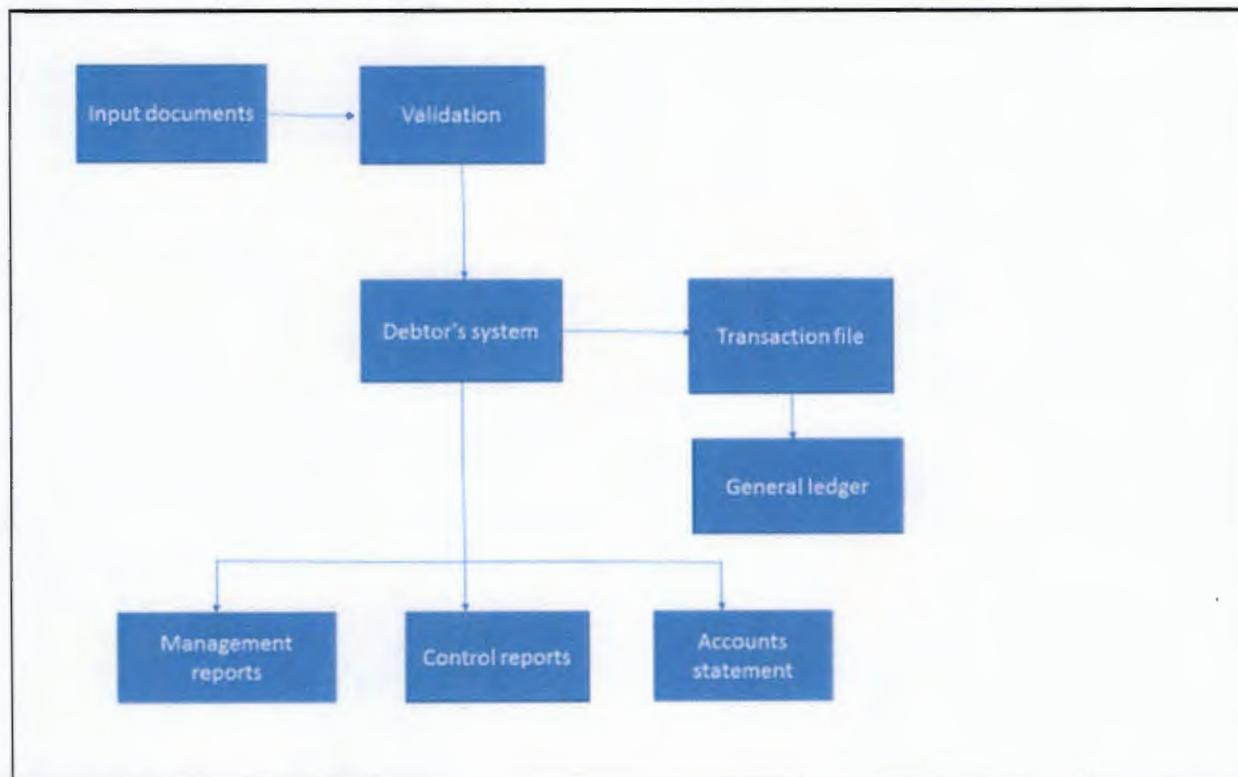 Input documents
Validation
Debtor's system
Transaction file
General ledger
Management
reports
Control reports
Accounts
statement